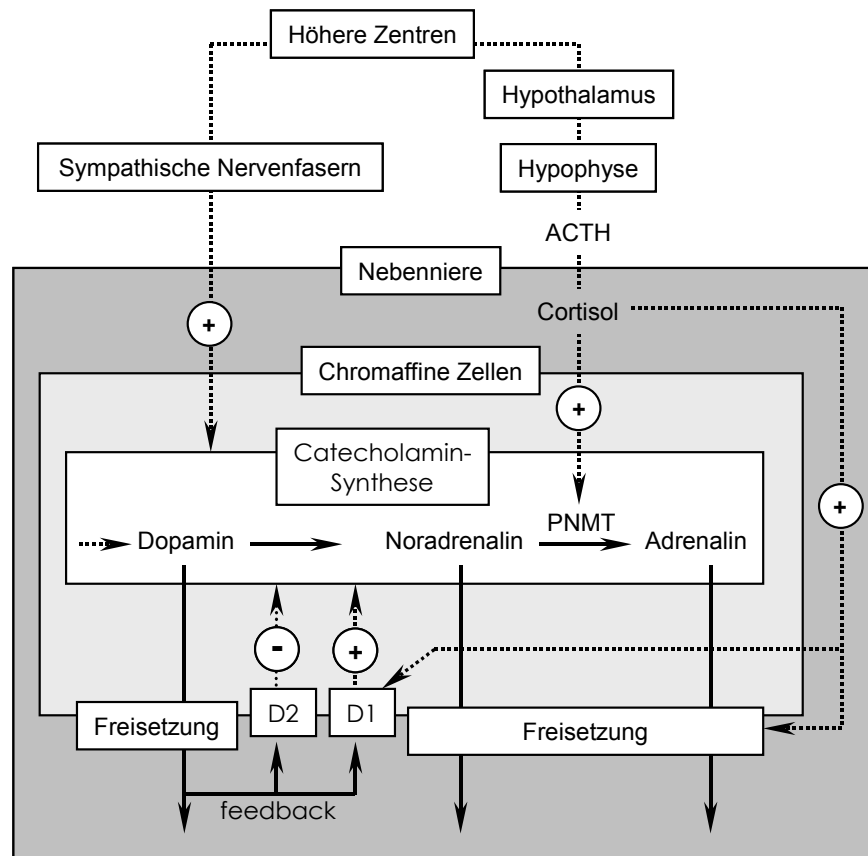 Höhere Zentren
Hypothalamus
Sympathische Nervenfasern
Hypophyse
ACTH
Nebenniere
Cortisol
+
Chromaffine Zellen
+
Catecholamin-
Synthese
+
PNMT
Dopamin
Noradrenalin
Adrenalin
-
+
D2
D1
Freisetzung
Freisetzung
feedback